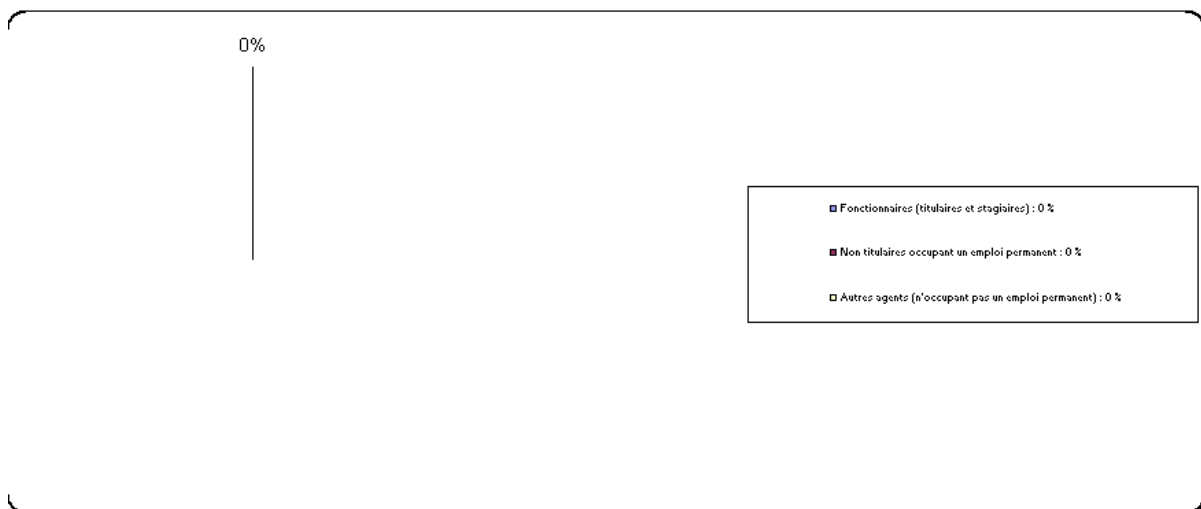 0%
Fonctionnaires (titulaires et stagiaires) : 0 %
Non titulaires occupant un emploi permanent : 0 %
Autres agents (n'occupant pas un emploi permanent) : 0 %